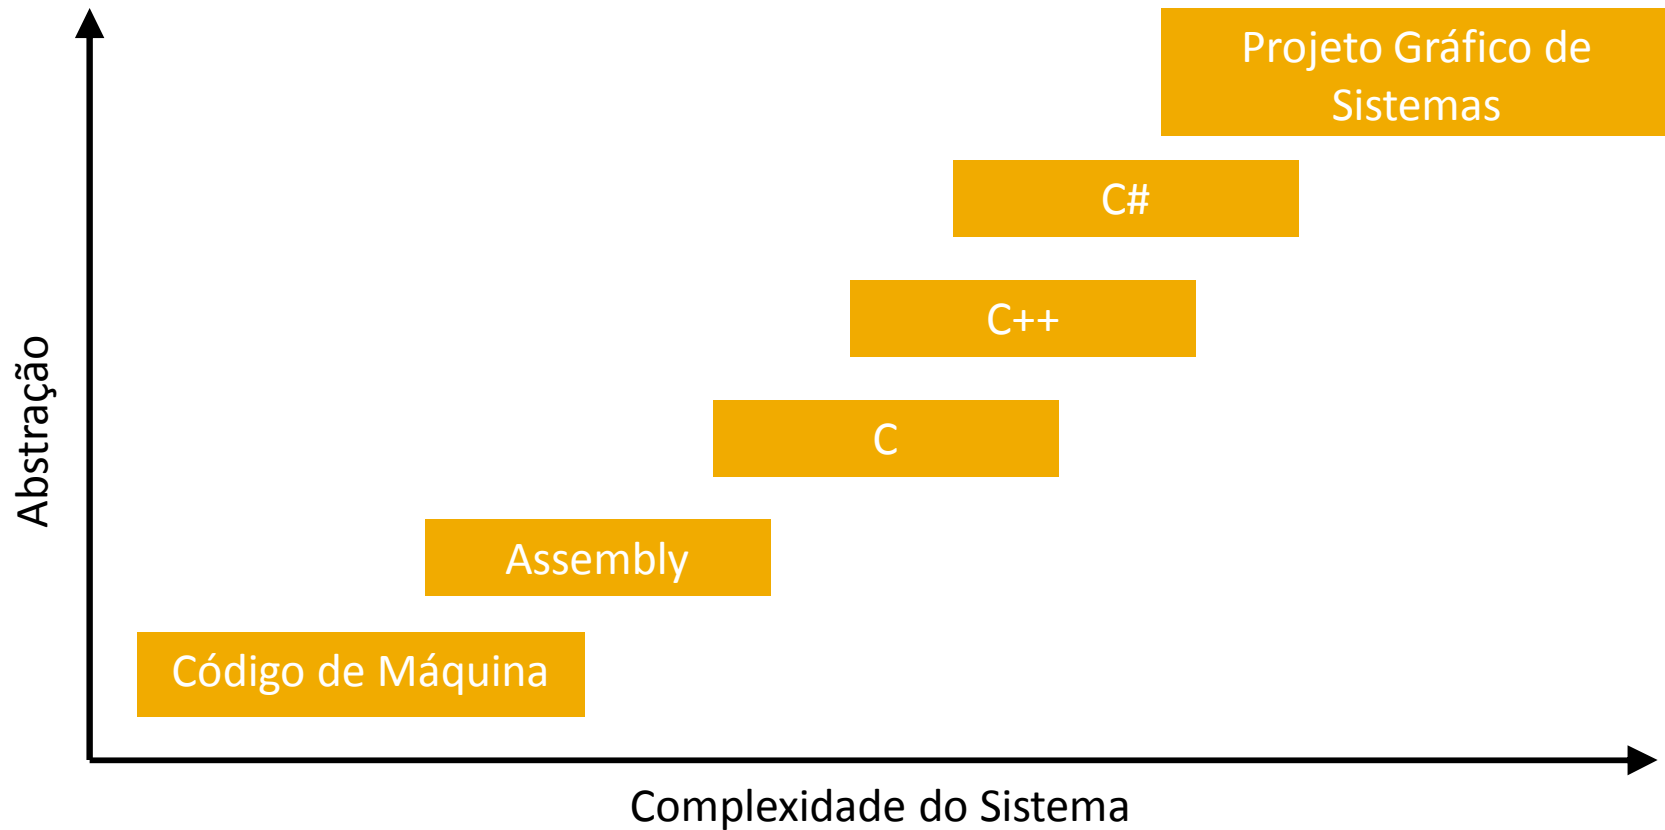 Projeto Gráfico de
Sistemas
C#
C++
C
Assembly
Código de Máquina
Abstração
Complexidade do Sistema